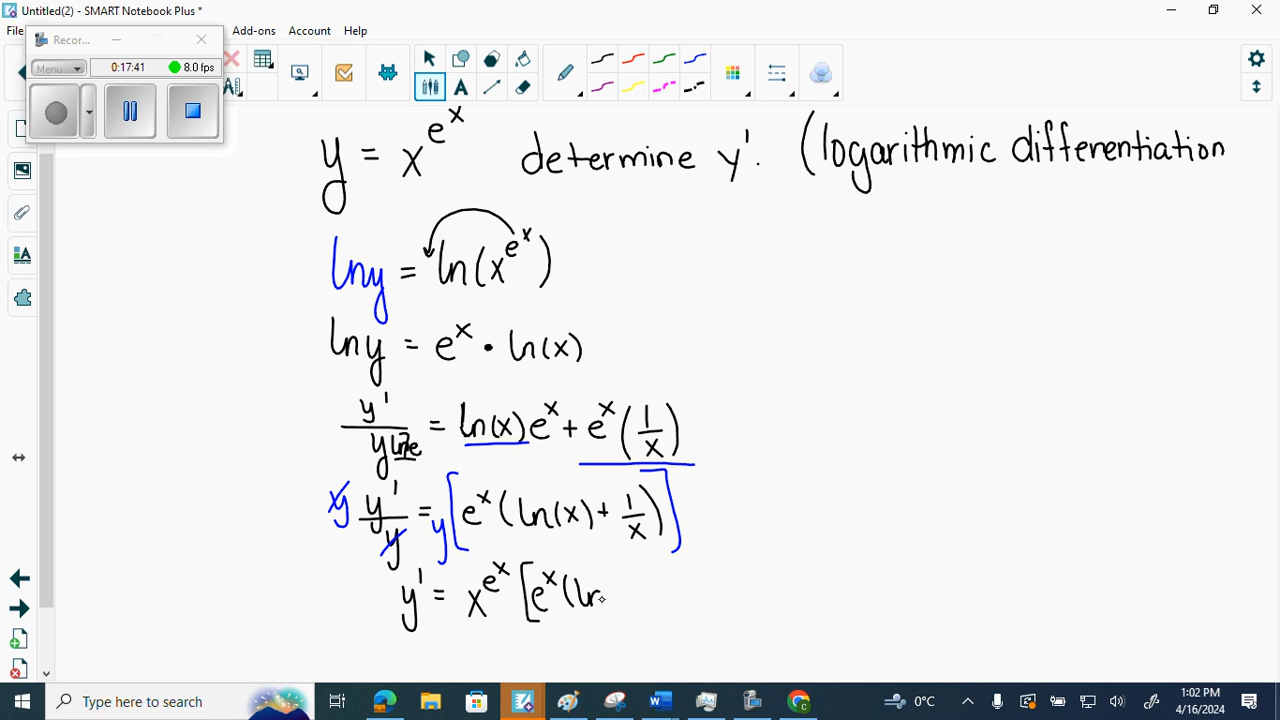 Untitled(2) - SMART Notebook Plus *
File Add-ons Account Help
Recor...
Menu 0:17:41 8.0 fps
y = x^{e^x} determine y'. (logarithmic differentiation
ln y = ln(x^{e^x})
ln y = e^x • ln(x)
y'/(y ln e) = ln(x)e^x + e^x (1/x)
y y'/y = y[e^x (ln(x) + 1/x)]
y' = x^{e^x} [e^x (ln
Type here to search
0°C
1:02 PM
4/16/2024